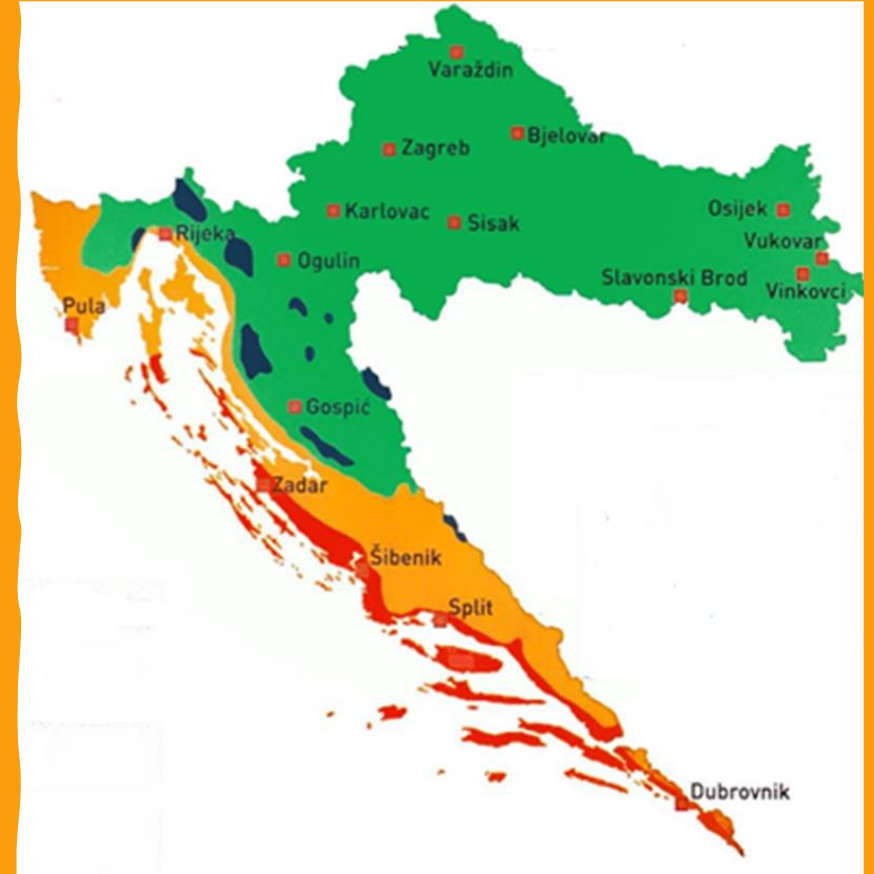 Varaždin
Bjelovar
Zagreb
Karlovac
Sisak
Osijek
Rijeka
Vukovar
Ogulin
Slavonski Brod
Vinkovci
Pula
Gospić
Zadar
Šibenik
Split
Dubrovnik